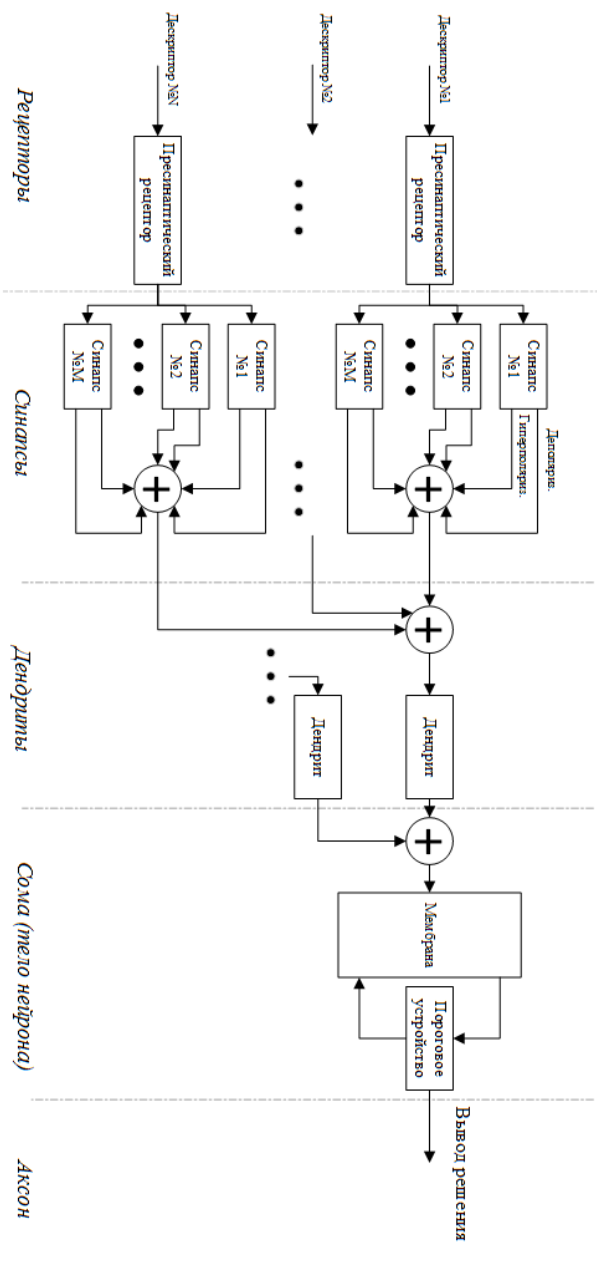 Дескриптор №1
Дескриптор №2
Дескриптор №N
Пресинаптический
рецептор
Пресинаптический
рецептор
Рецепторы
Деполяриз.
Гиперполяриз.
Синапс
№1
Синапс
№2
Синапс
№M
Синапс
№1
Синапс
№2
Синапс
№M
Синапсы
Дендрит
Дендрит
Дендриты
Мембрана
Пороговое
устройство
Сома (тело нейрона)
Вывод решения
Аксон